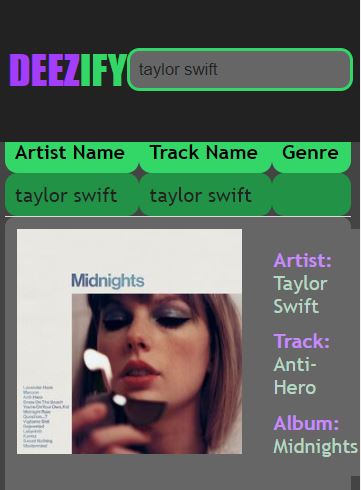 DEEZIFY taylor swift
Artist Name Track Name Genre
taylor swift taylor swift
Midnights
Artist:
Taylor
Swift
Track:
Anti-
Hero
Album:
Midnights
Lavender Haze
Maroon
Anti-Hero
Snow On The Beach
You're On Your Own, Kid
Midnight Rain
Question...?
Vigilante Shit
Bejeweled
Labyrinth
Karma
Sweet Nothing
Mastermind